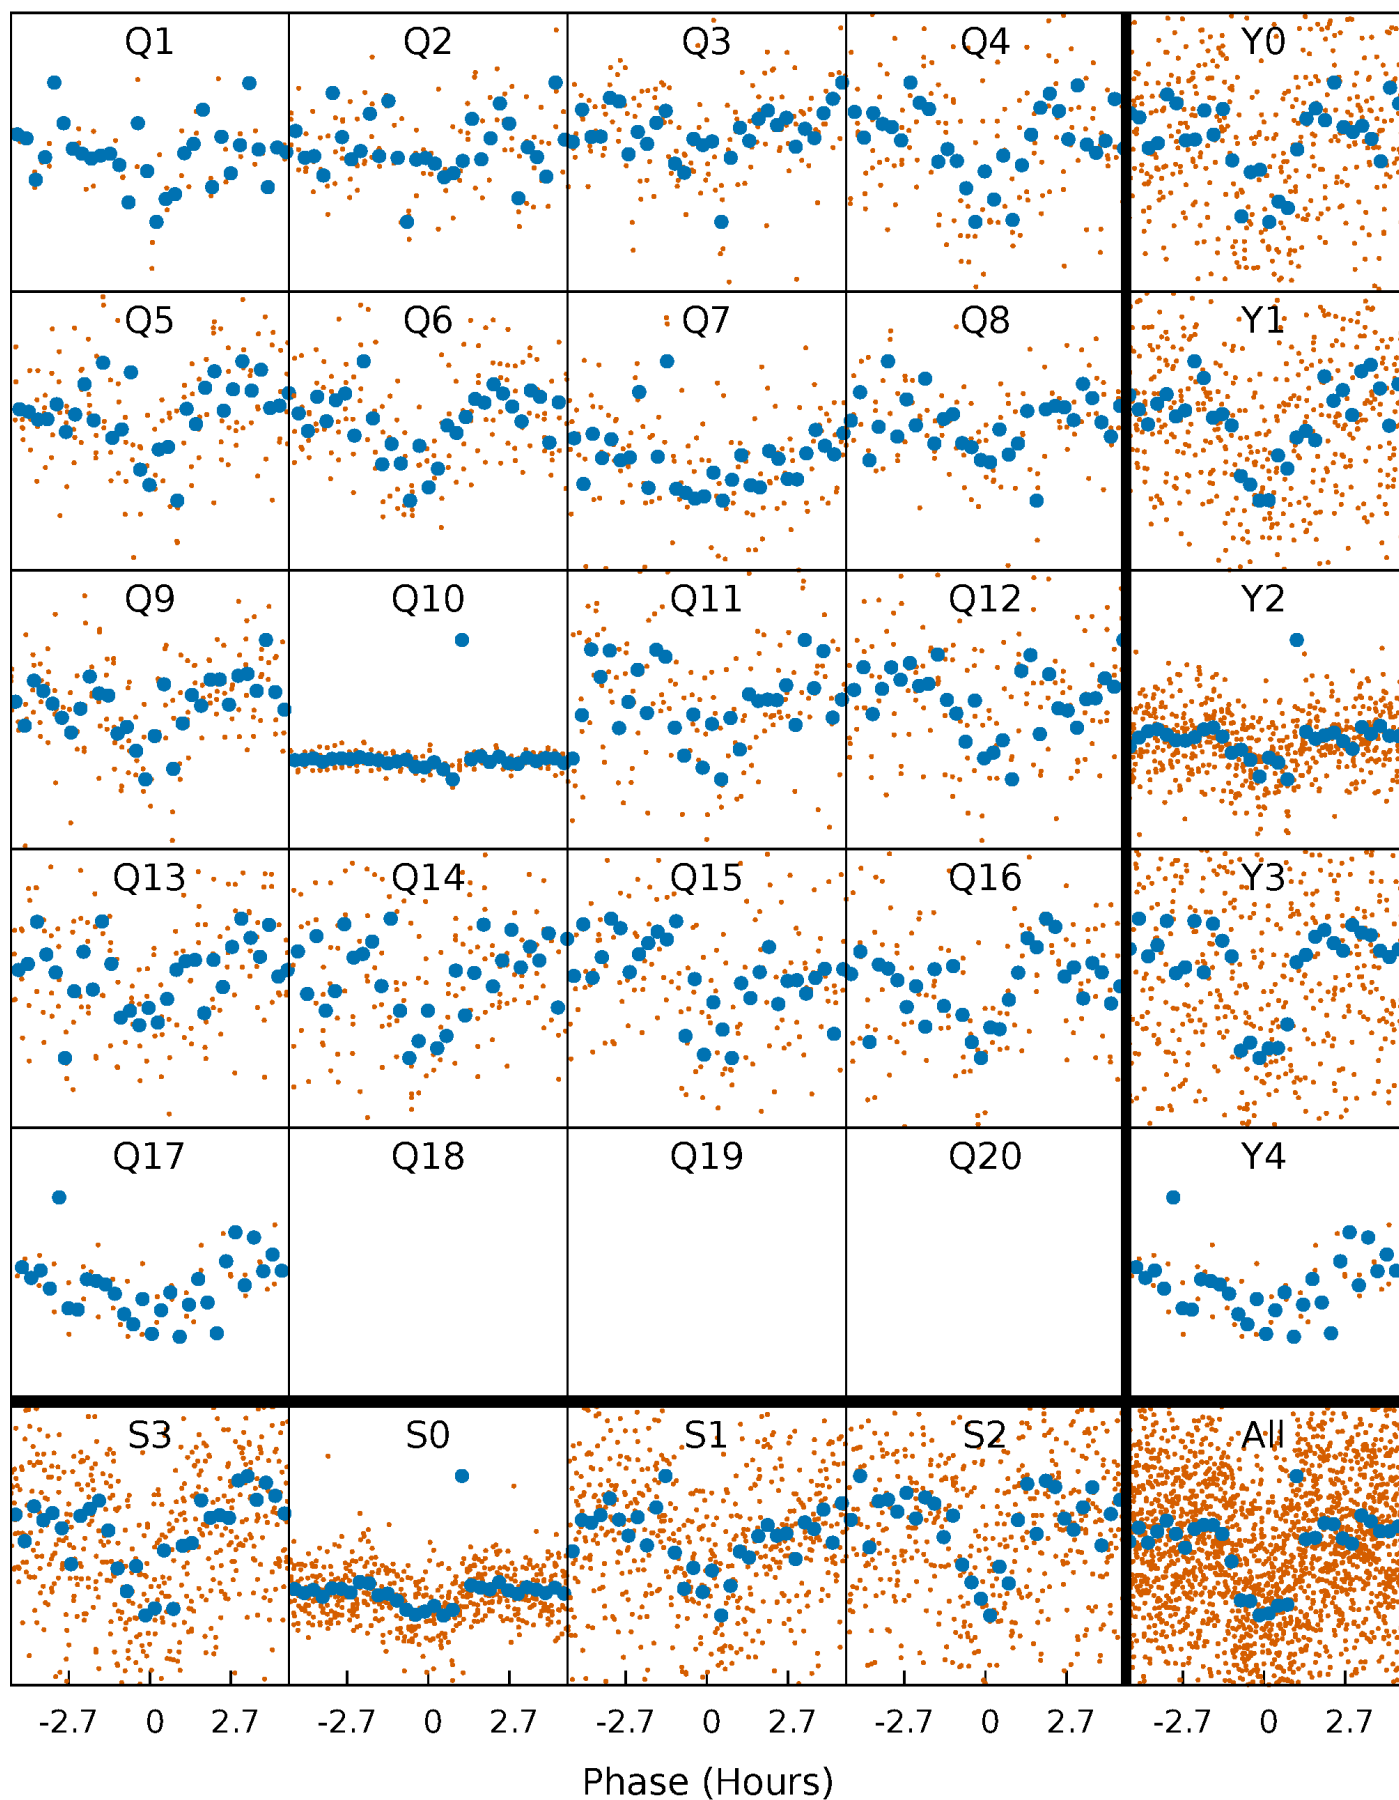 Q1 Q2 Q3 Q4 Y0
Q5 Q6 Q7 Q8 Y1
Q9 Q10 Q11 Q12 Y2
Q13 Q14 Q15 Q16 Y3
Q17 Q18 Q19 Q20 Y4
S3 S0 S1 S2 All
-2.7 0 2.7 -2.7 0 2.7 -2.7 0 2.7 -2.7 0 2.7 -2.7 0 2.7
Phase (Hours)